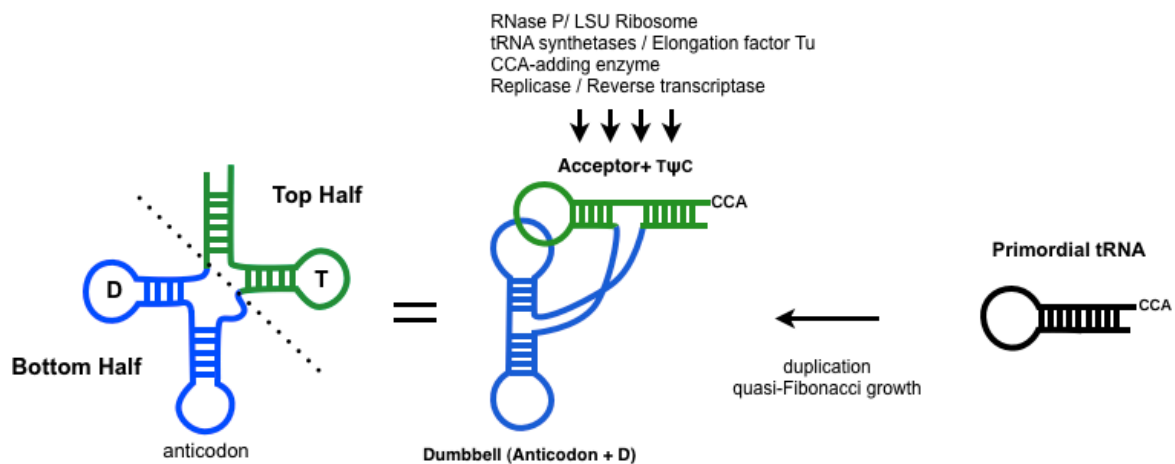 RNase P/ LSU Ribosome
tRNA synthetases / Elongation factor Tu
CCA-adding enzyme
Replicase / Reverse transcriptase
Acceptor+ TΨC
CCA
Top Half
D
T
Bottom Half
anticodon
Dumbbell (Anticodon + D)
duplication
quasi-Fibonacci growth
Primordial tRNA
CCA